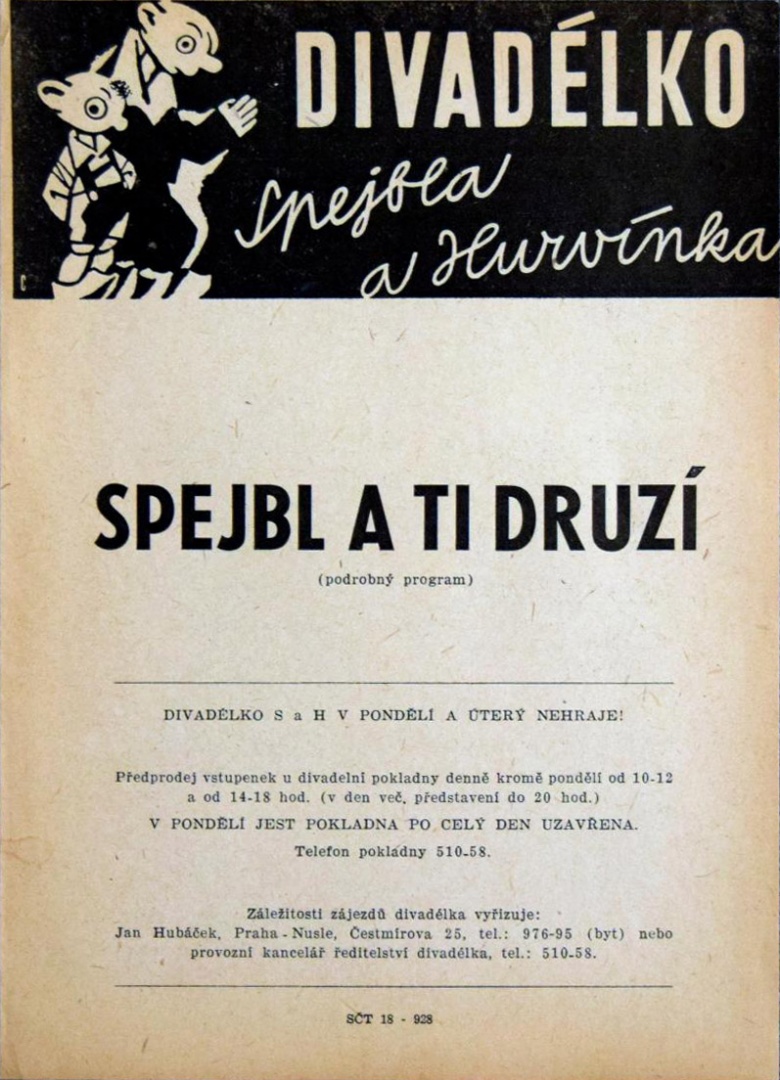 DIVADÉLKO
Spejbla
a Hurvínka
SPEJBL A TI DRUZÍ
(podrobný program)
DIVADÉLKO S a H V PONDĚLÍ A ÚTERÝ NEHRAJE!
Předprodej vstupenek u divadelní pokladny denně kromě pondělí od 10-12
a od 14-18 hod. (v den več. představení do 20 hod.)
V PONDĚLÍ JEST POKLADNA PO CELÝ DEN UZAVŘENA.
Telefon pokladny 510-58.
Záležitosti zájezdů divadélka vyřizuje:
Jan Hubáček, Praha - Nusle, Čestmírova 25, tel.: 976-95 (byt) nebo
provozní kancelář ředitelství divadélka, tel.: 510-58.
SČT 18 - 928